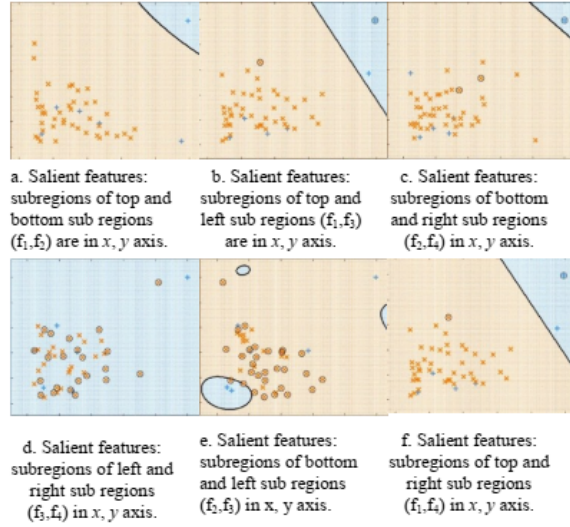 a. Salient features:
subregions of top and
bottom sub regions
(f₁,f₂) are in x, y axis.
b. Salient features:
subregions of top and
left sub regions (f₁,f₃)
are in x, y axis.
c. Salient features:
subregions of bottom
and right sub regions
(f₂,f₄) in x, y axis.
d. Salient features:
subregions of left and
right sub regions
(f₃,f₄) in x, y axis.
e. Salient features:
subregions of bottom
and left sub regions
(f₂,f₃) in x, y axis.
f. Salient features:
subregions of top and
right sub regions
(f₁,f₄) in x, y axis.